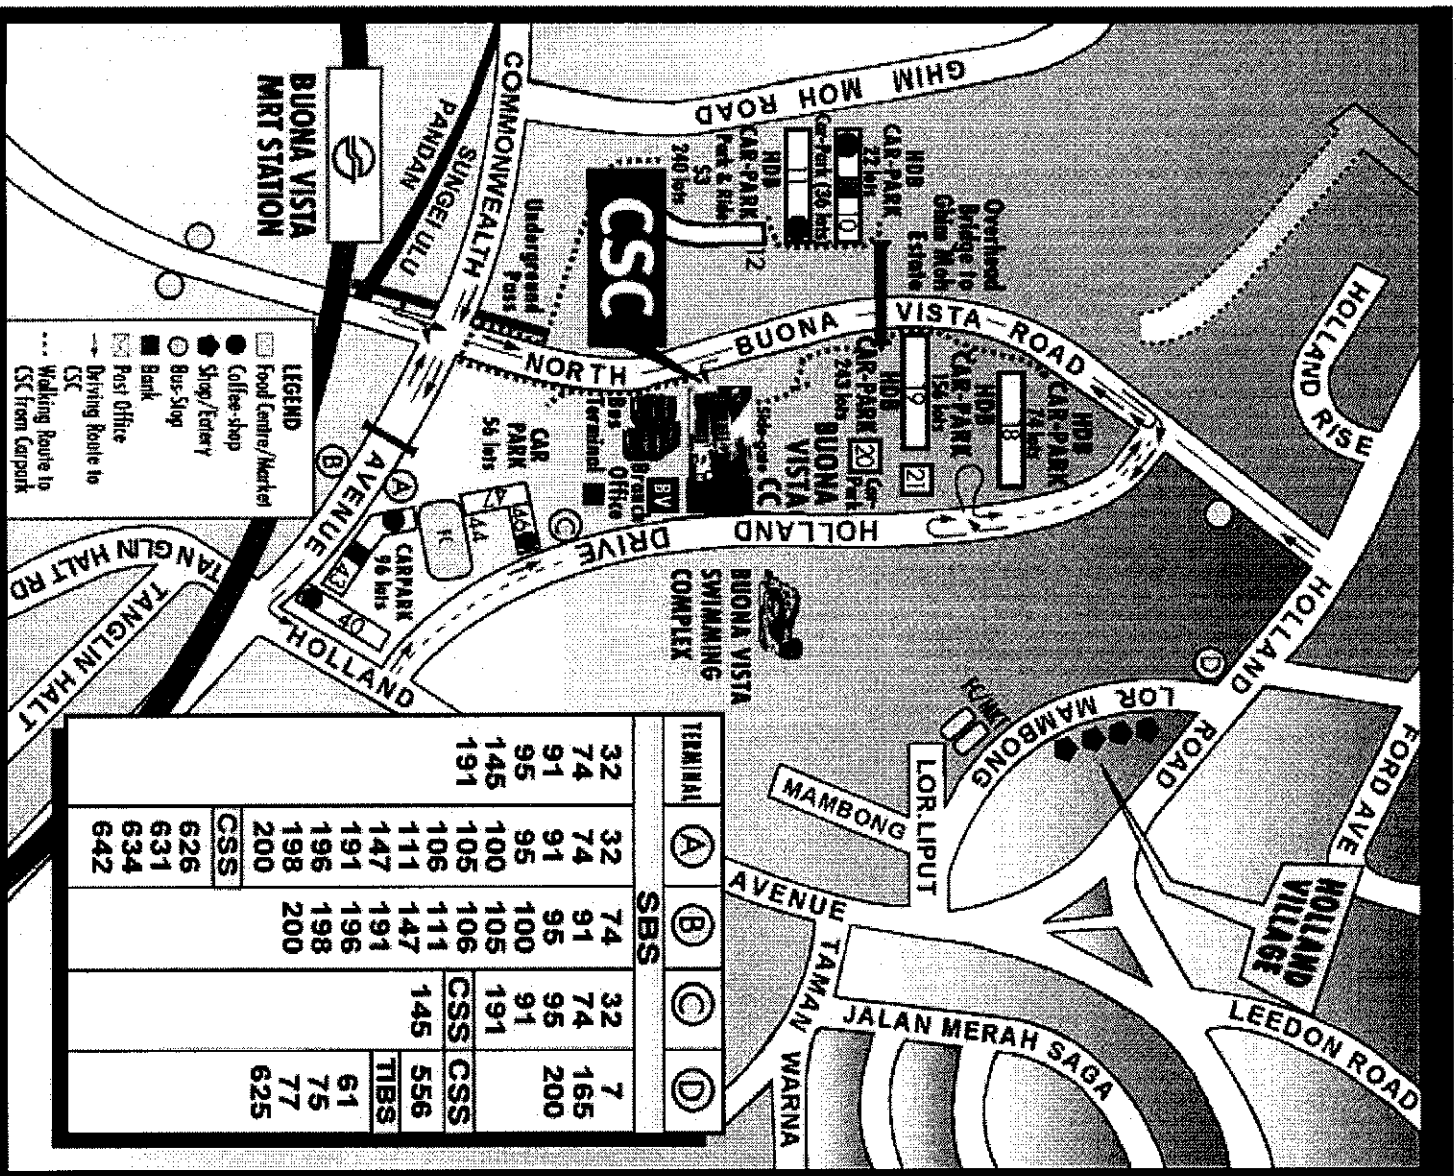 HOLLAND RISE
FORD AVE
HOLLAND VILLAGE
LEEDON ROAD
GHIM MOH ROAD
HOLLAND ROAD
LOR. MAMBONG
FC/MKT
LOR. LIPUT
MAMBONG
JALAN MERAH SAGA
TAMAN WARNA
AVENUE
Overhead
Bridge to
Ghim Moh
Estate
HDB
CAR-PARK
22 lots
Car-Park (36 lots)
10
11
HDB
CAR-PARK
S3
Park & Ride
240 lots
12
CSC
NORTH BUONA VISTA ROAD
HDB
CAR-PARK
74 lots
18
HDB
CAR-PARK
156 lots
19
HDB
CAR-PARK
243 lots
20
Car-
Park
21
BUONA
VISTA
CC
Side-gate
BV
Branch
Office
Bus
Terminal
HOLLAND DRIVE
BUONA VISTA
SWIMMING
COMPLEX
Underground
Pass
CAR
PARK
56 lots
47
46
44
FC
43
CARPARK
96 lots
40
A
B
C
D
COMMONWEALTH AVENUE
HOLLAND
SUNGEI ULU
PANDAN
BUONA VISTA
MRT STATION
TANGLIN HALT RD
TANGLIN HALT
LEGEND
Food Centre/Market
Coffee-shop
Shop/Eatery
Bus-Stop
Bank
Post Office
Driving Route to
CSC
Walking Route to
CSC from Carpark
TERMINAL A B C D
SBS
32 32 74 32 7
74 74 91 74 165
91 91 95 95 200
95 95 100 91
145 100 105 191 CSS
191 105 106 CSS 556
106 111 145 TIBS
111 147 61
147 191 75
191 196 77
196 198 625
198 200
200
CSS
626
631
634
642